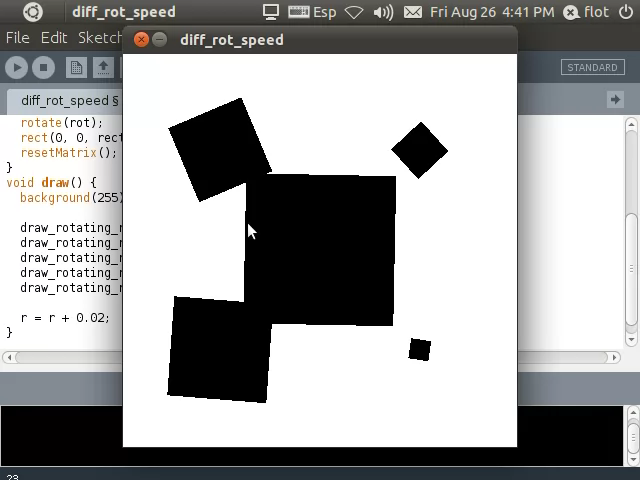 diff_rot_speed
Esp
Fri Aug 26 4:41 PM
flot
File Edit Sketch
diff_rot_speed
STANDARD
diff_rot_speed §
rotate(rot);
rect(0, 0, rect
resetMatrix();
}
void draw() {
background(255)
draw_rotating_r
draw_rotating_r
draw_rotating_r
draw_rotating_r
draw_rotating_r
r = r + 0.02;
}
23